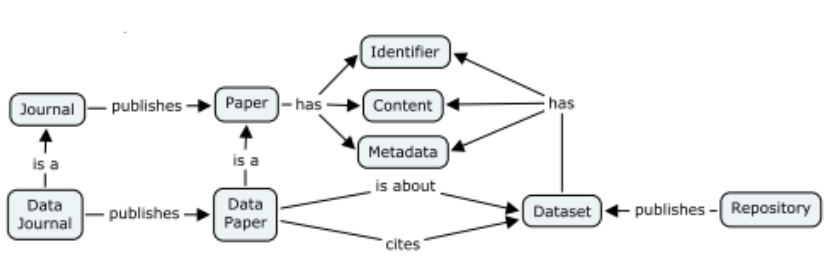 Identifier
Journal
publishes
Paper
has
Content
has
is a
is a
Metadata
is about
Data
Journal
publishes
Data
Paper
Dataset
publishes
Repository
cites